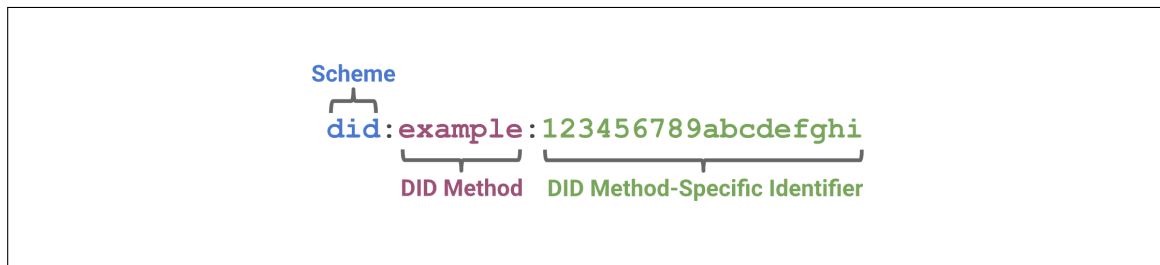 Scheme
did:example:123456789abcdefghi
DID Method DID Method-Specific Identifier